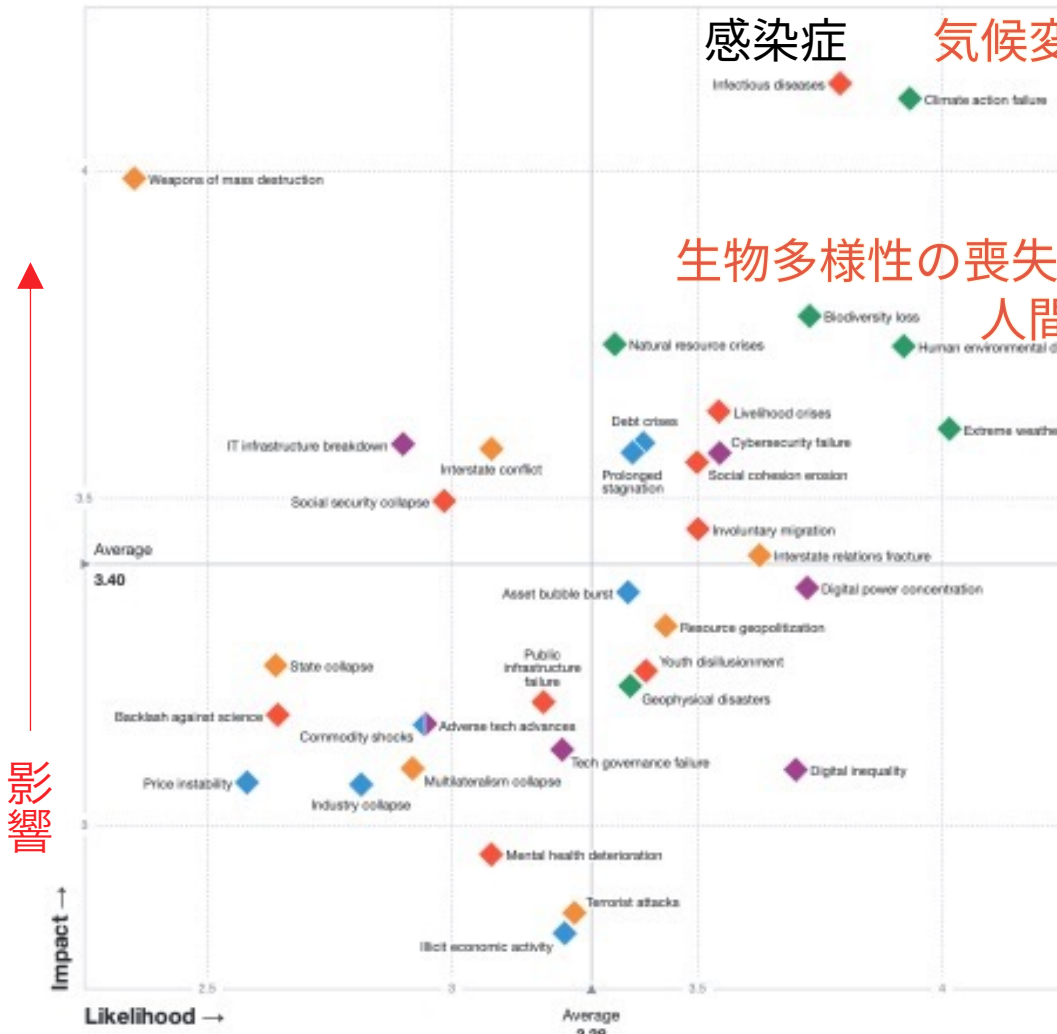 感染症 気候変
Infectious diseases
Climate action failure
4
Weapons of mass destruction
生物多様性の喪失
人間
Biodiversity loss
Natural resource crises
Human environmental d
Livelihood crises
Debt crises
Extreme weathe
IT infrastructure breakdown
Cybersecurity failure
Interstate conflict
Prolonged
stagnation
Social cohesion erosion
3.5
Social security collapse
Involuntary migration
Average
3.40
Interstate relations fracture
Asset bubble burst
Digital power concentration
Resource geopolitization
Public
infrastructure
failure
State collapse
Youth disillusionment
Geophysical disasters
Backlash against science
Commodity shocks
Adverse tech advances
Tech governance failure
Digital inequality
Price instability
Multilateralism collapse
Industry collapse
影響
3
Mental health deterioration
Terrorist attacks
Illicit economic activity
Impact →
2.5 3 3.5 4
Likelihood →
Average